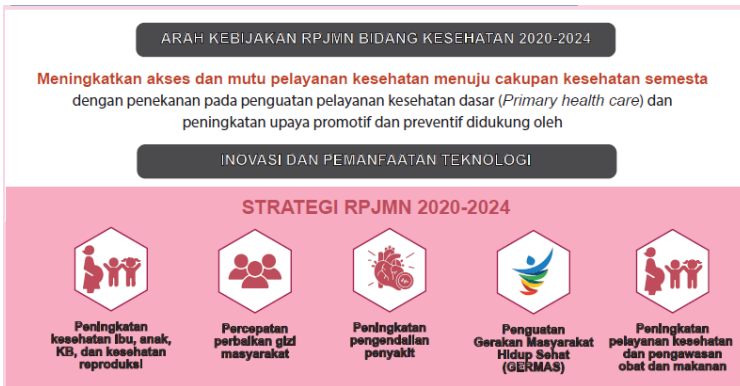 ARAH KEBIJAKAN RPJMN BIDANG KESEHATAN 2020-2024
Meningkatkan akses dan mutu pelayanan kesehatan menuju cakupan kesehatan semesta
dengan penekanan pada penguatan pelayanan kesehatan dasar (Primary health care) dan
peningkatan upaya promotif dan preventif didukung oleh
INOVASI DAN PEMANFAATAN TEKNOLOGI
STRATEGI RPJMN 2020-2024
Peningkatan
kesehatan ibu, anak,
KB, dan kesehatan
reproduksi
Percepatan
perbaikan gizi
masyarakat
Peningkatan
pengendalian
penyakit
Penguatan
Gerakan Masyarakat
Hidup Sehat
(GERMAS)
Peningkatan
pelayanan kesehatan
dan pengawasan
obat dan makanan